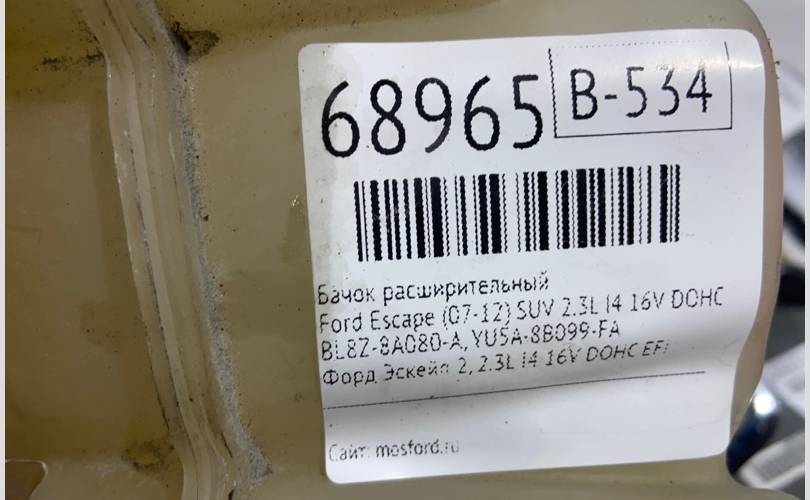 68965 B-534
Бачок расширительный
Ford Escape (07-12) SUV 2.3L I4 16V DOHC
BL8Z-8A080-A, YU5A-8B099-FA
Форд Эскейп 2, 2.3L I4 16V DOHC EFI
Сайт: mosford.ru